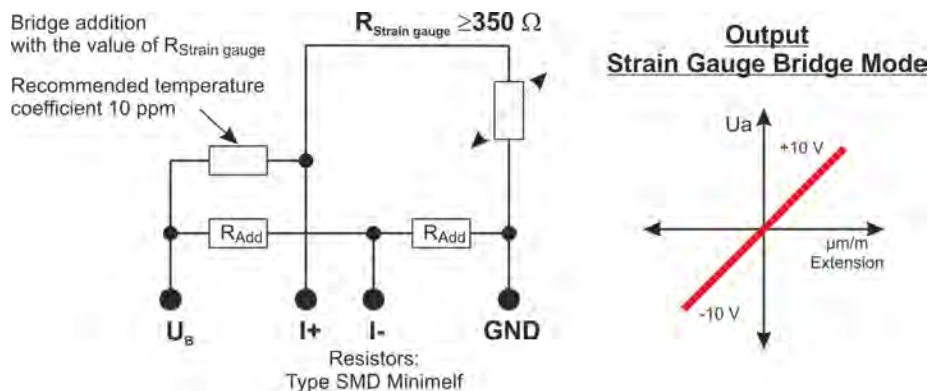 Bridge addition
with the value of RStrain gauge
Recommended temperature
coefficient 10 ppm
RStrain gauge ≥350 Ω
RAdd
RAdd
UB
I+
I-
GND
Resistors:
Type SMD Minimelf
Output
Strain Gauge Bridge Mode
Ua
+10 V
µm/m
Extension
-10 V